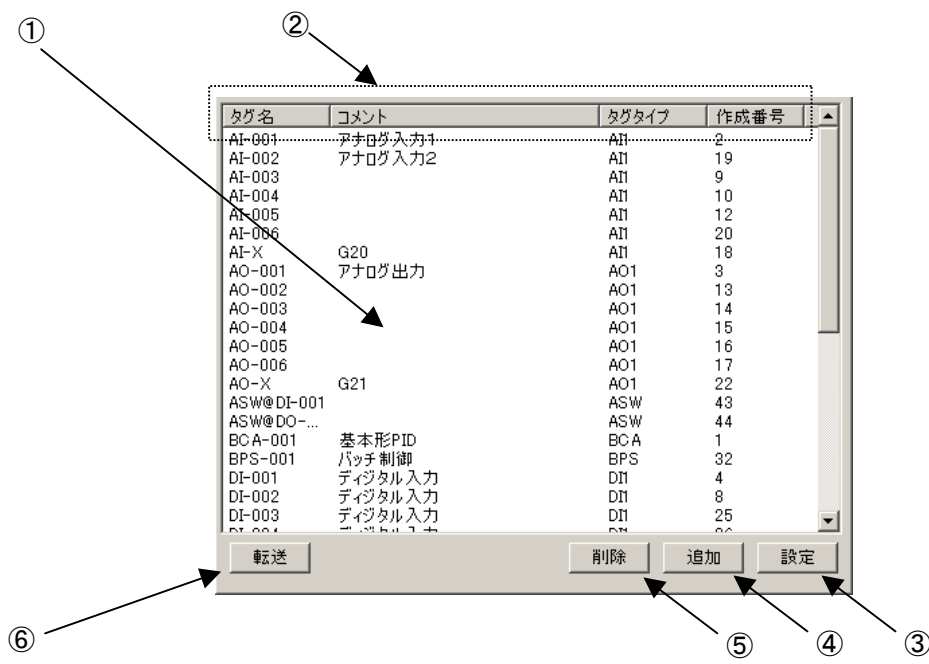 ① ②
タグ名 コメント タグタイプ 作成番号
AI-001 アナログ入力1 AI1 2
AI-002 アナログ入力2 AI1 19
AI-003 AI1 9
AI-004 AI1 10
AI-005 AI1 12
AI-006 AI1 20
AI-X G20 AI1 18
AO-001 アナログ出力 AO1 3
AO-002 AO1 13
AO-003 AO1 14
AO-004 AO1 15
AO-005 AO1 16
AO-006 AO1 17
AO-X G21 AO1 22
ASW@DI-001 ASW 43
ASW@DO-... ASW 44
BCA-001 基本形PID BCA 1
BPS-001 バッチ制御 BPS 32
DI-001 ディジタル入力 DI1 4
DI-002 ディジタル入力 DI1 8
DI-003 ディジタル入力 DI1 25
転送 削除 追加 設定
⑥ ⑤ ④ ③